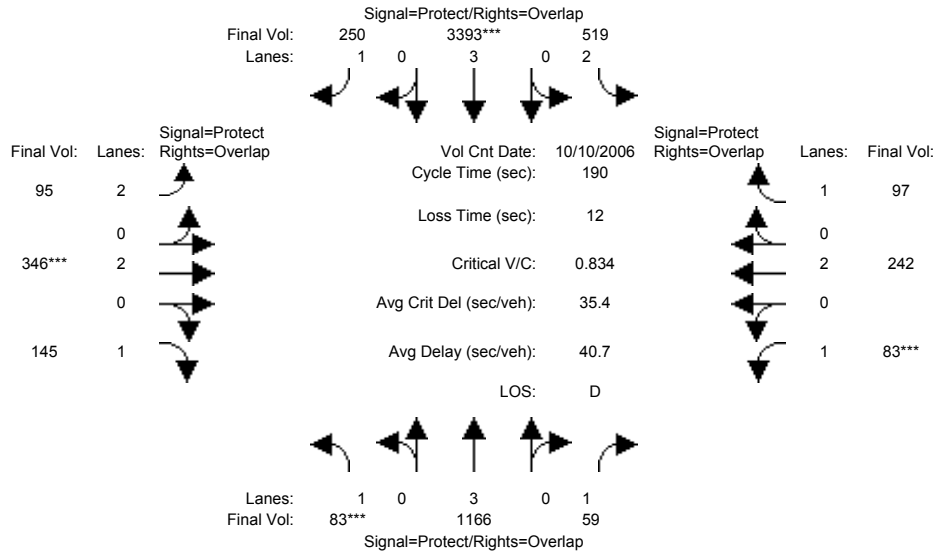 Signal=Protect/Rights=Overlap
Final Vol: 250 3393*** 519
Lanes: 1 0 3 0 2
Signal=Protect Signal=Protect
Final Vol: Lanes: Rights=Overlap Vol Cnt Date: 10/10/2006 Rights=Overlap Lanes: Final Vol:
Cycle Time (sec): 190
95 2 1 97
Loss Time (sec): 12
0 0
346*** 2 Critical V/C: 0.834 2 242
0 Avg Crit Del (sec/veh): 35.4 0
145 1 Avg Delay (sec/veh): 40.7 1 83***
LOS: D
Lanes: 1 0 3 0 1
Final Vol: 83*** 1166 59
Signal=Protect/Rights=Overlap